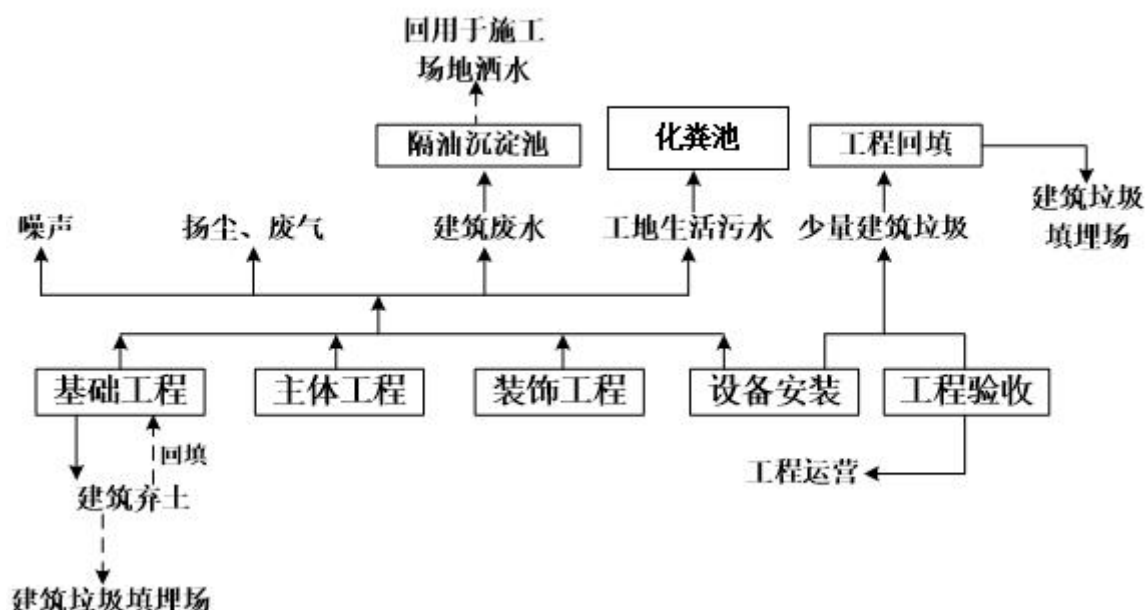 回用于施工
场地洒水
隔油沉淀池
化粪池
工程回填
噪声
扬尘、废气
建筑废水
工地生活污水
少量建筑垃圾
建筑垃圾
填埋场
基础工程
主体工程
装饰工程
设备安装
工程验收
回填
工程运营
建筑弃土
建筑垃圾填埋场